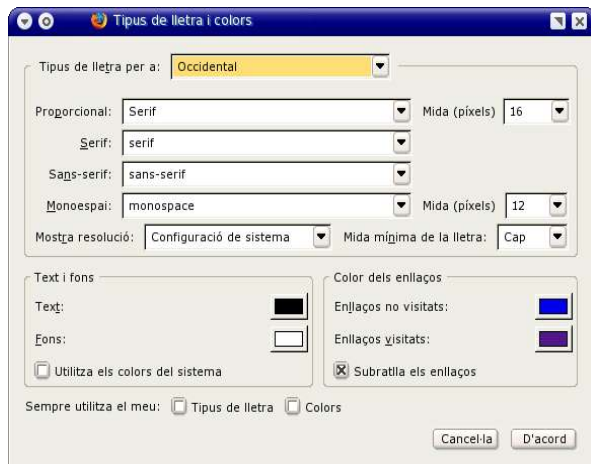 Tipus de lletra i colors
Tipus de lletra per a: Occidental
Proporcional: Serif Mida (píxels) 16
Serif: serif
Sans-serif: sans-serif
Monoespai: monospace Mida (píxels) 12
Mostra resolució: Configuració de sistema Mida mínima de la lletra: Cap
Text i fons Color dels enllaços
Text: Enllaços no visitats:
Fons: Enllaços visitats:
Utilitza els colors del sistema Subratlla els enllaços
Sempre utilitza el meu: Tipus de lletra Colors
Cancel·la D'acord